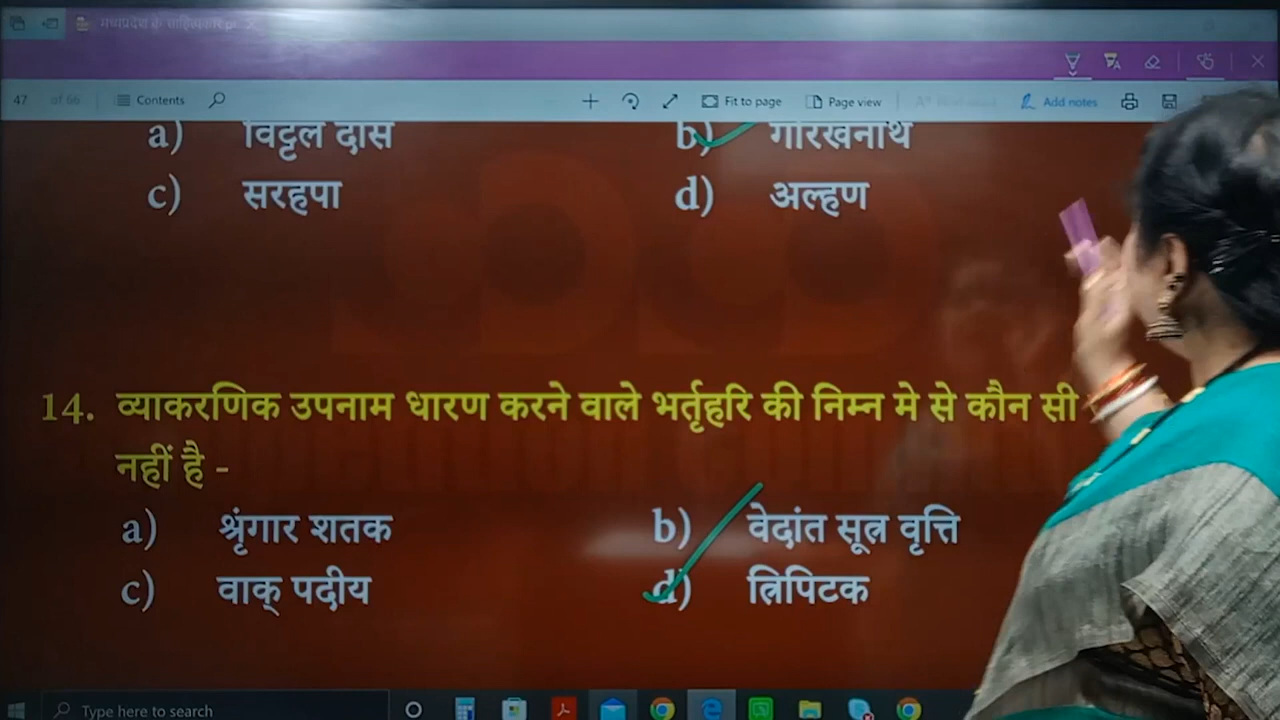 मध्यप्रदेश के साहित्यकार.p
47 of 66 Contents Fit to page Page view Add notes
a) विट्ठल दास b) गोरखनाथ
c) सरहपा d) अल्हण
14. व्याकरणिक उपनाम धारण करने वाले भर्तृहरि की निम्न मे से कौन सी
नहीं है -
a) श्रृंगार शतक b) वेदांत सूत्र वृत्ति
c) वाक् पदीय d) त्रिपिटक
Type here to search